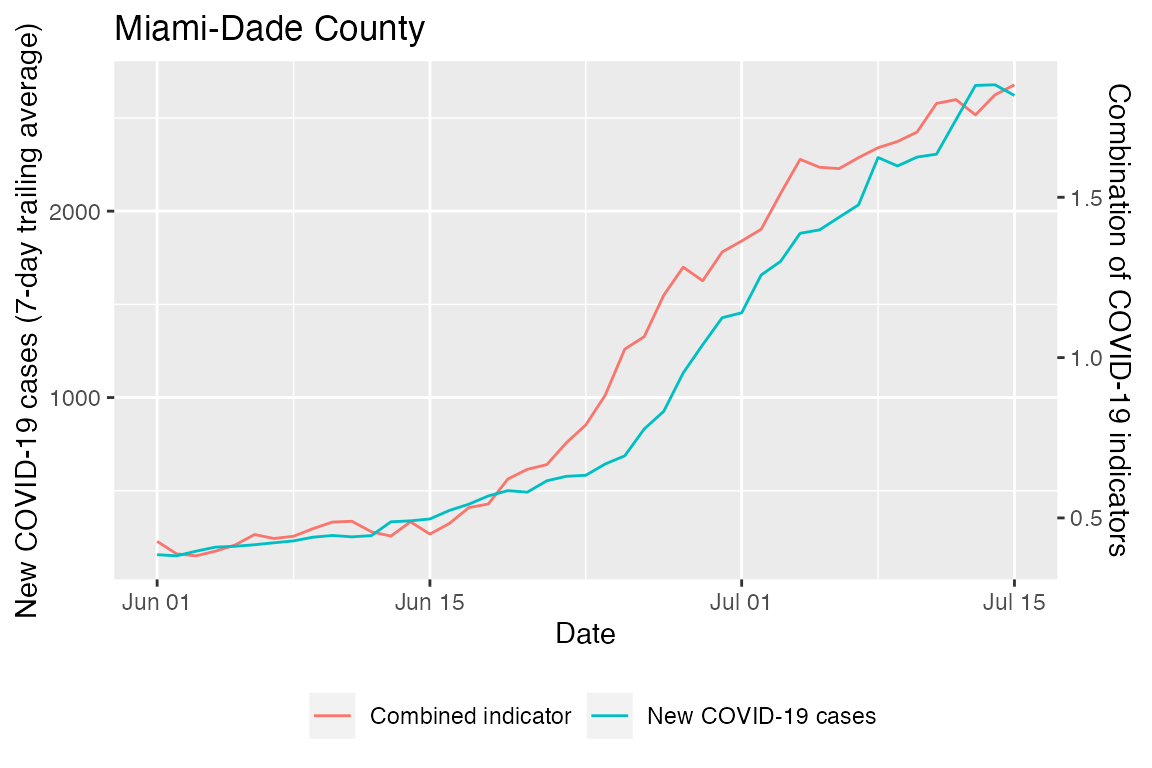 Miami-Dade County
New COVID-19 cases (7-day trailing average)
2000
1000
Combination of COVID-19 indicators
1.5
1.0
0.5
Jun 01
Jun 15
Jul 01
Jul 15
Date
Combined indicator
New COVID-19 cases